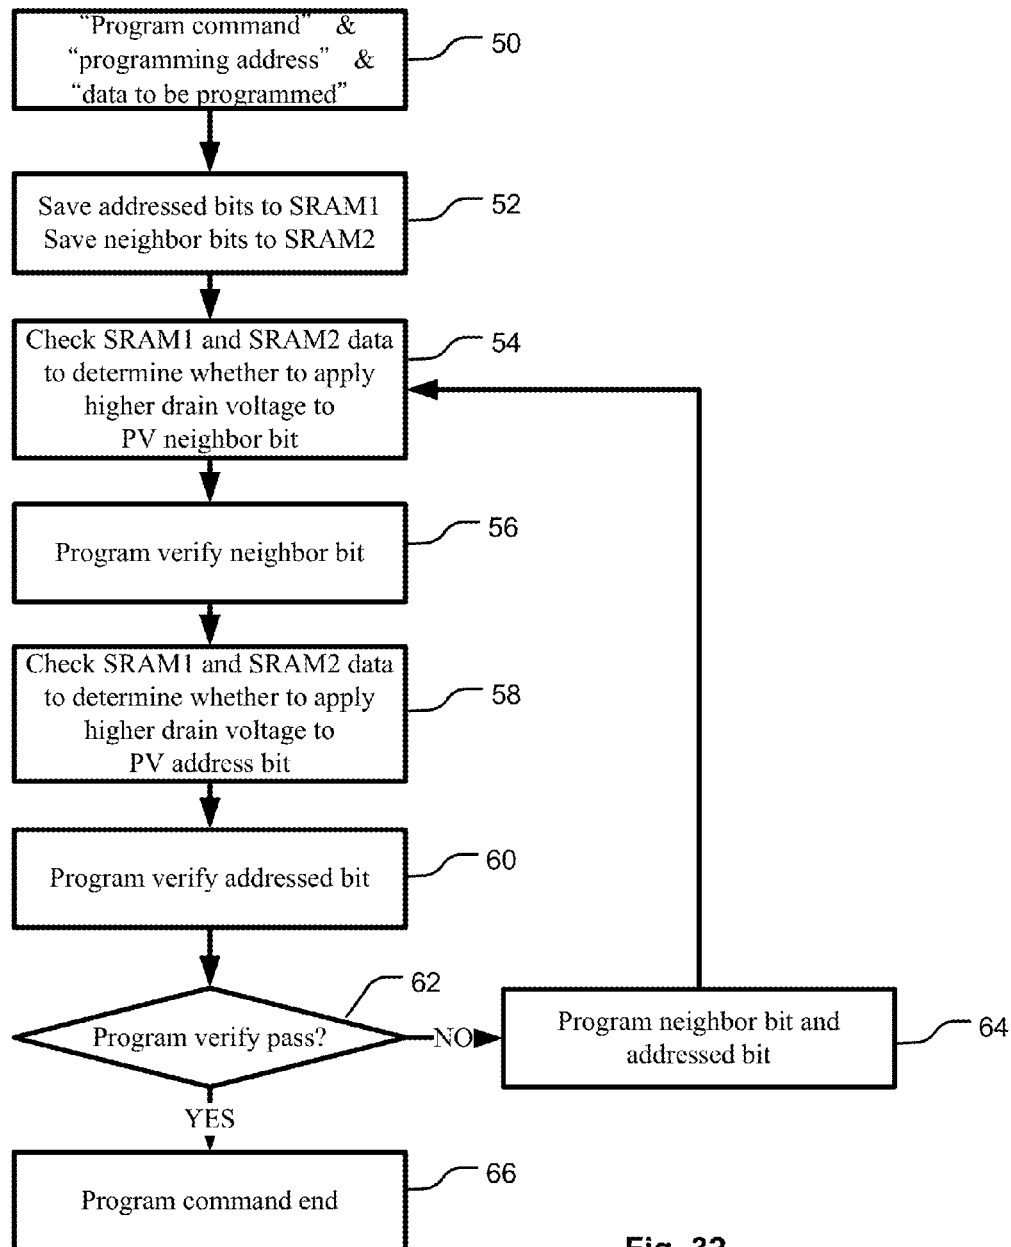 “Program command” &
“programming address” &
“data to be programmed”
50
Save addressed bits to SRAM1
Save neighbor bits to SRAM2
52
Check SRAM1 and SRAM2 data
to determine whether to apply
higher drain voltage to
PV neighbor bit
54
Program verify neighbor bit
56
Check SRAM1 and SRAM2 data
to determine whether to apply
higher drain voltage to
PV address bit
58
Program verify addressed bit
60
Program verify pass?
62
NO
Program neighbor bit and
addressed bit
64
YES
Program command end
66
Fig. 32